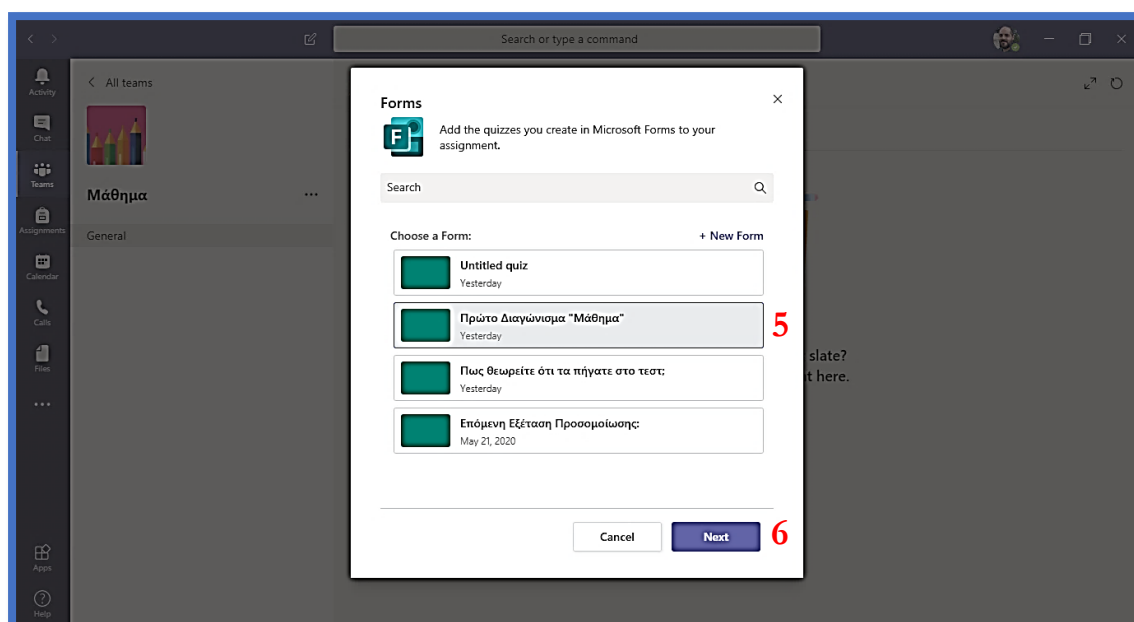 Search or type a command
Activity
Chat
Teams
Assignments
Calendar
Calls
Files
Apps
Help
All teams
Μάθημα
General
Forms
F
Add the quizzes you create in Microsoft Forms to your
assignment.
Search
Choose a Form:
+ New Form
Untitled quiz
Yesterday
Πρώτο Διαγώνισμα "Μάθημα"
Yesterday
5
Πως θεωρείτε ότι τα πήγατε στο τεστ;
Yesterday
Επόμενη Εξέταση Προσομοίωσης:
May 21, 2020
Cancel
Next
6
slate?
t here.